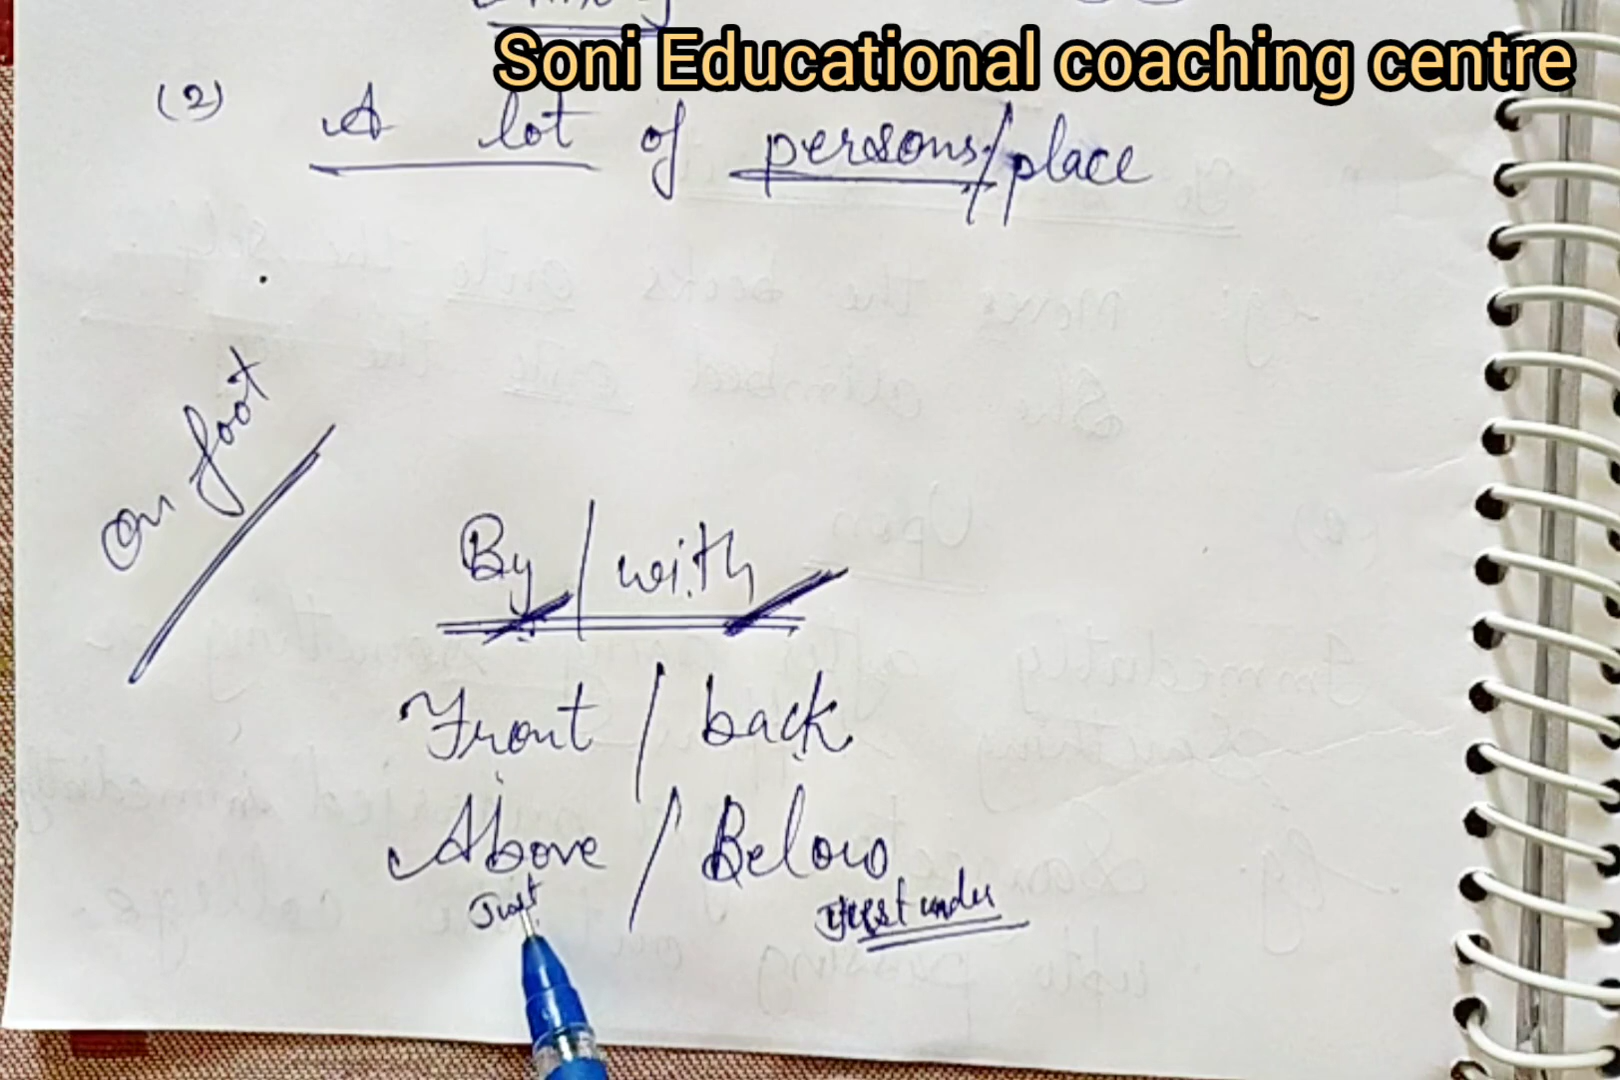 Soni Educational coaching centre
(2) A lot of persons/place
on foot
By / with
Front / back
Above / Below
Just
Just under